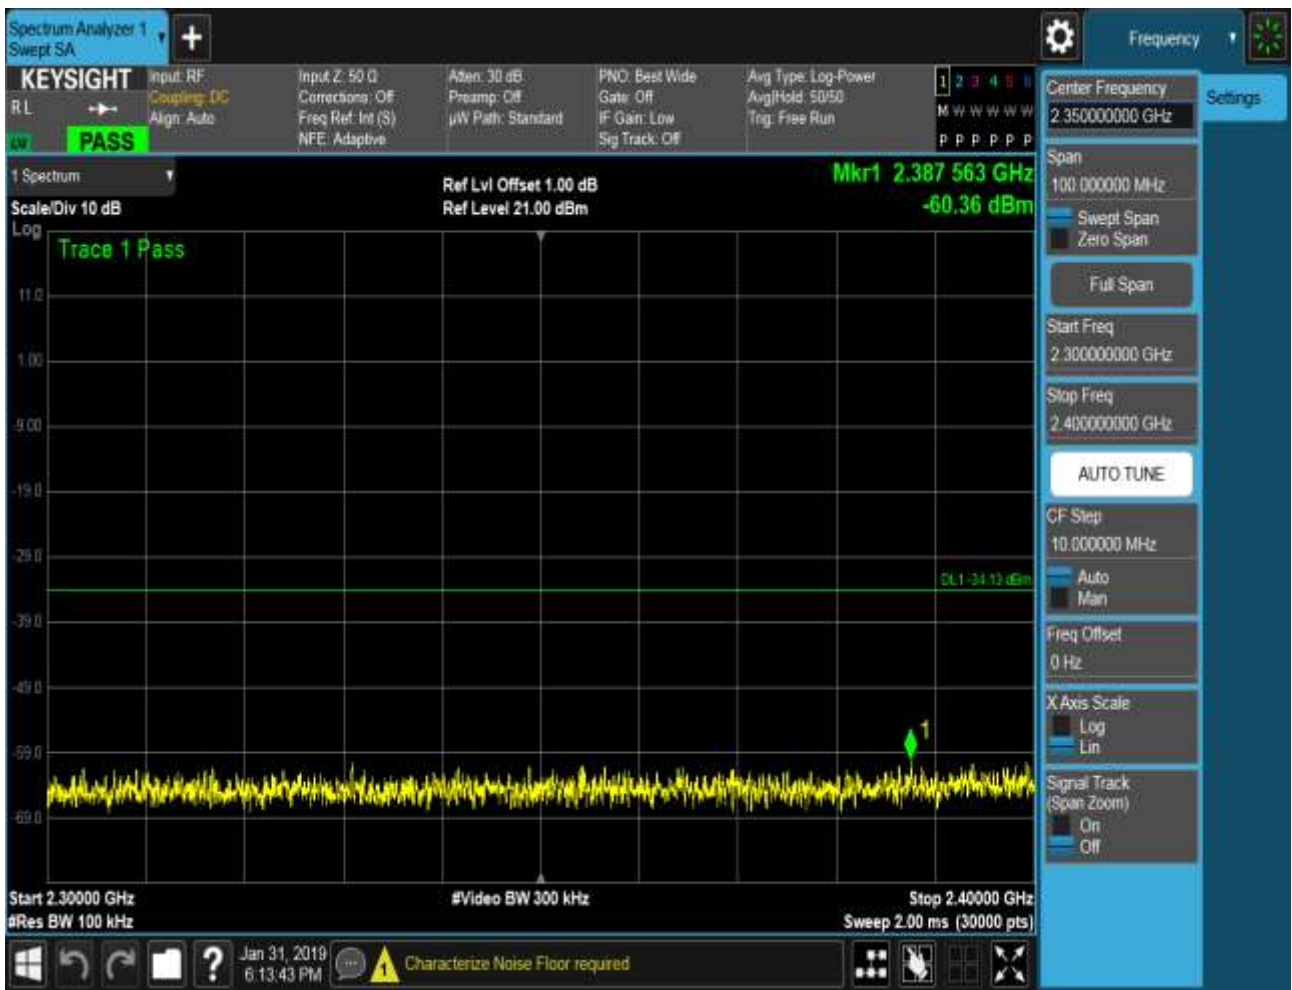 Spectrum Analyzer 1
Swept SA
+
Frequency
KEYSIGHT
R L
PASS
Input: RF
Coupling: DC
Align: Auto
Input Z: 50 Ω
Corrections: Off
Freq Ref: Int (S)
NFE: Adaptive
Atten: 30 dB
Preamp: Off
µW Path: Standard
PNO: Best Wide
Gate: Off
IF Gain: Low
Sig Track: Off
Avg Type: Log-Power
Avg|Hold: 50/50
Trig: Free Run
1 2 3 4 5 6
M W W W W W
P P P P P P
1 Spectrum
Scale/Div 10 dB
Log
Ref Lvl Offset 1.00 dB
Ref Level 21.00 dBm
Mkr1 2.387 563 GHz
-60.36 dBm
Trace 1 Pass
11.0
1.00
-9.00
-19.0
-29.0
DL1 -34.13 dBm
-39.0
-49.0
1
-59.0
-69.0
Start 2.30000 GHz
#Res BW 100 kHz
#Video BW 300 kHz
Stop 2.40000 GHz
Sweep 2.00 ms (30000 pts)
Center Frequency
2.350000000 GHz
Settings
Span
100.000000 MHz
Swept Span
Zero Span
Full Span
Start Freq
2.300000000 GHz
Stop Freq
2.400000000 GHz
AUTO TUNE
CF Step
10.000000 MHz
Auto
Man
Freq Offset
0 Hz
X Axis Scale
Log
Lin
Signal Track
(Span Zoom)
On
Off
?
Jan 31, 2019
6:13:43 PM
1
Characterize Noise Floor required